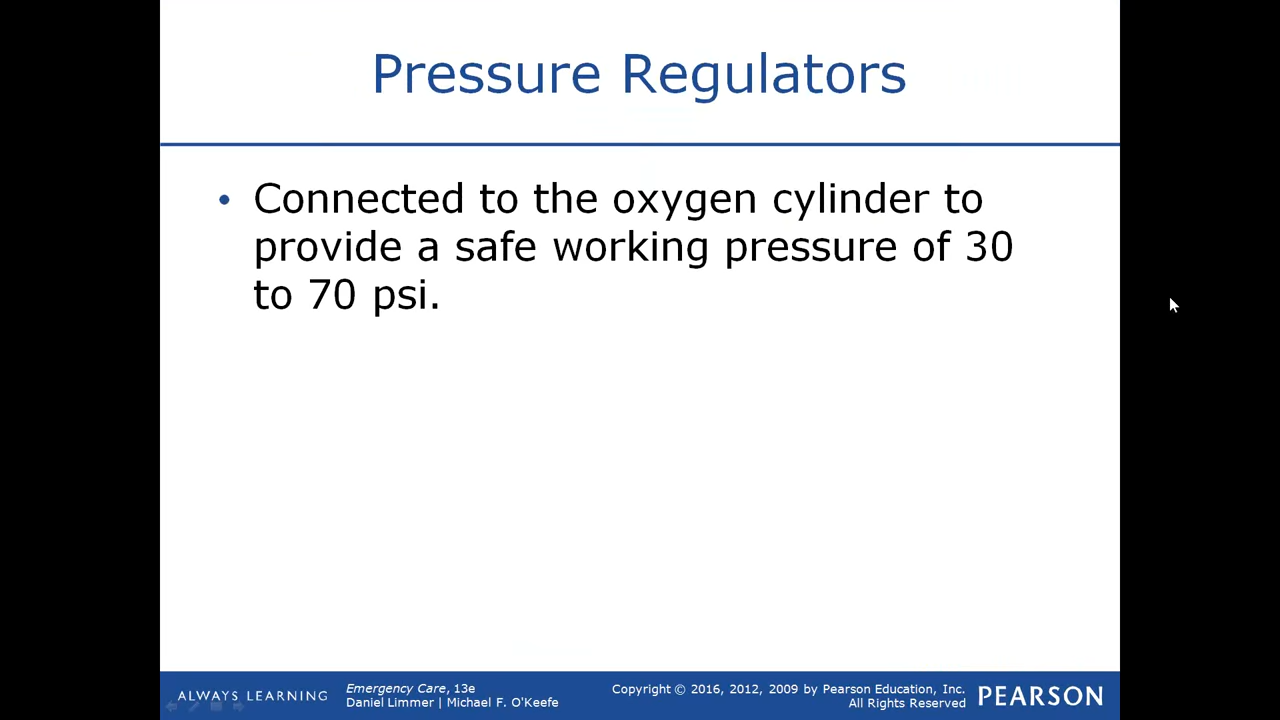 Pressure Regulators
• Connected to the oxygen cylinder to
provide a safe working pressure of 30
to 70 psi.
ALWAYS LEARNING
Emergency Care, 13e
Daniel Limmer | Michael F. O'Keefe
Copyright © 2016, 2012, 2009 by Pearson Education, Inc.
All Rights Reserved
PEARSON